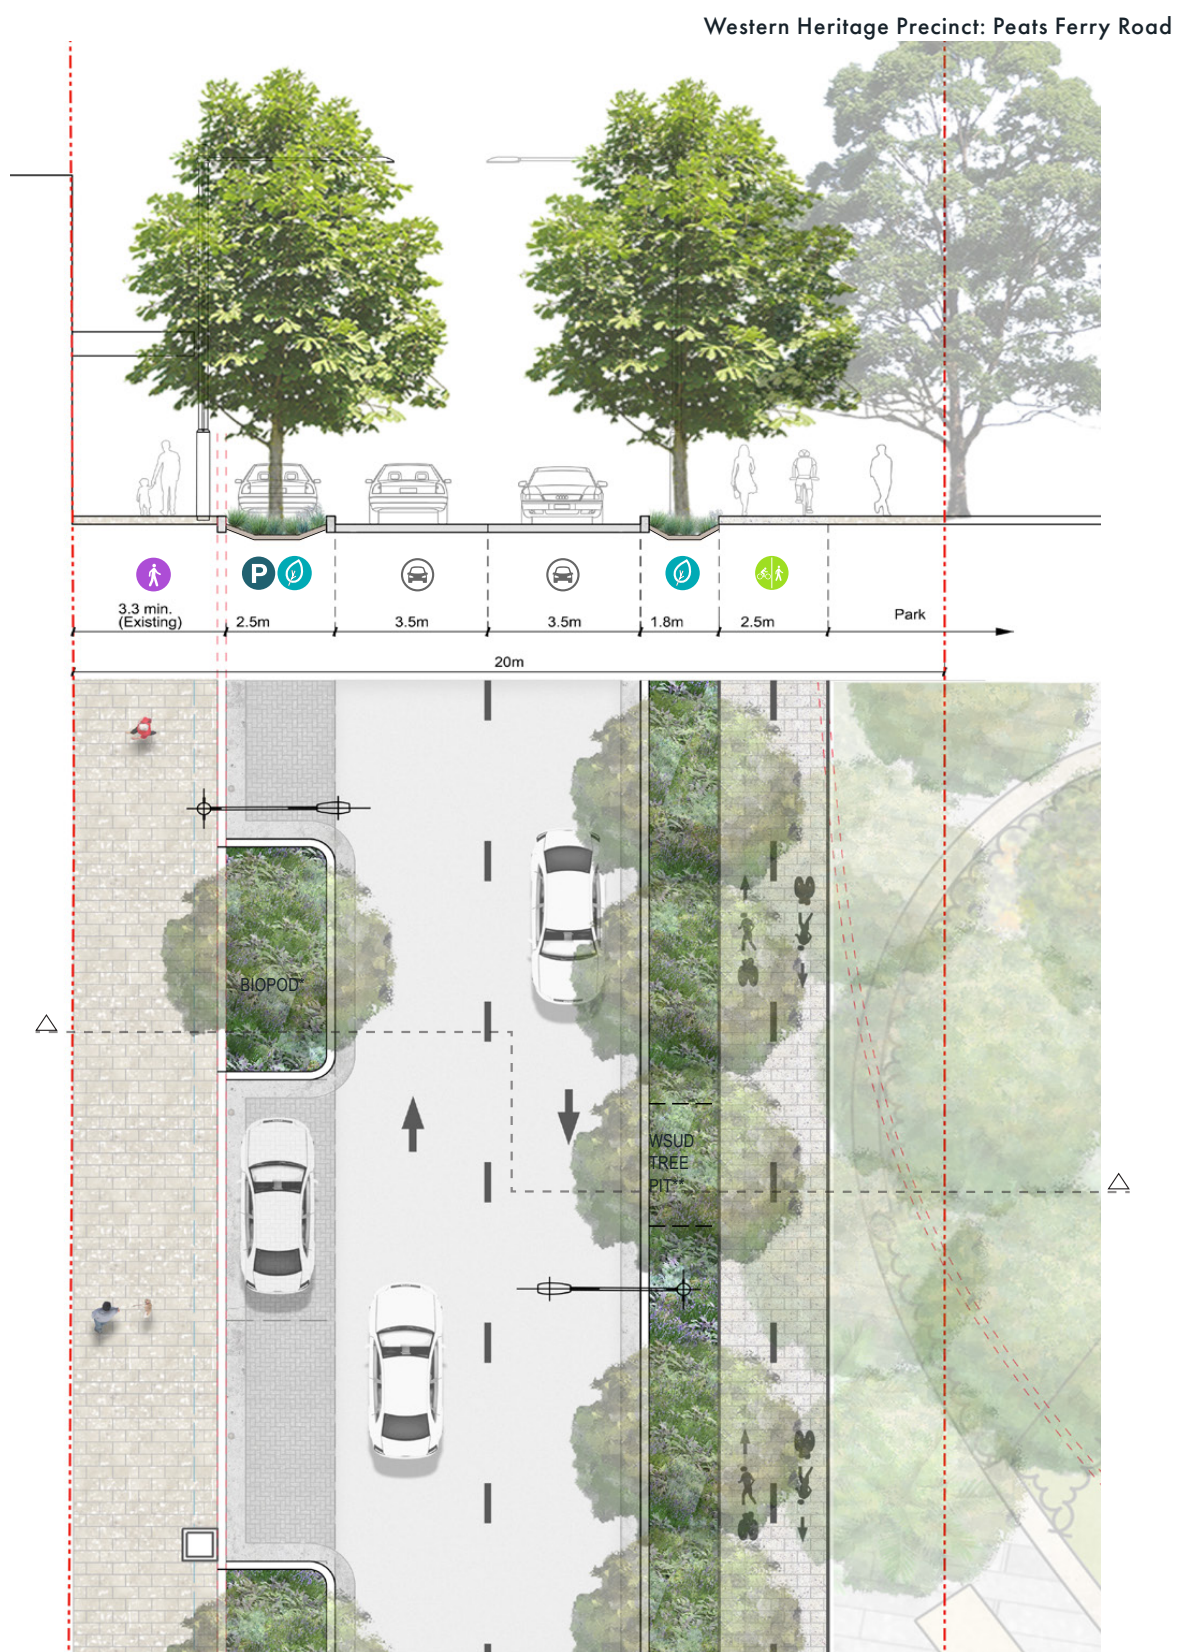 Western Heritage Precinct: Peats Ferry Road
P
3.3 min.
(Existing)
2.5m
3.5m
3.5m
1.8m
2.5m
Park
20m
BIOPOD*
WSUD
TREE
PIT**